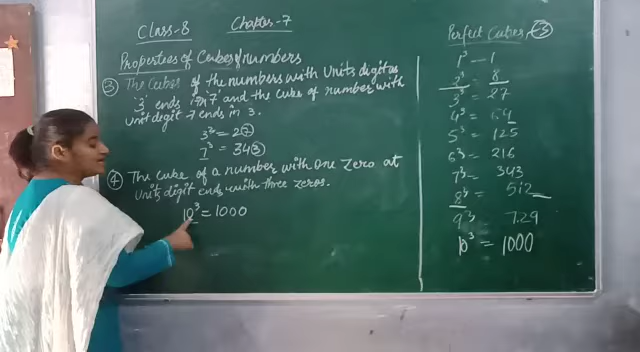 Class-8 Chapter-7
Properties of Cubes of numbers
③ The Cubes of the numbers with Units digit as
'3' ends in '7' and the cube of number with
Unit digit 7 ends in 3.
3³ = 27
7³ = 343
④ The cube of a number with one Zero at
Units digit ends with three zeros.
10³ = 1000
Perfect Cubes
1³ - 1
2³ = 8
3³ = 27
4³ = 64
5³ = 125
6³ = 216
7³ = 343
8³ = 512
9³ 729
10³ = 1000